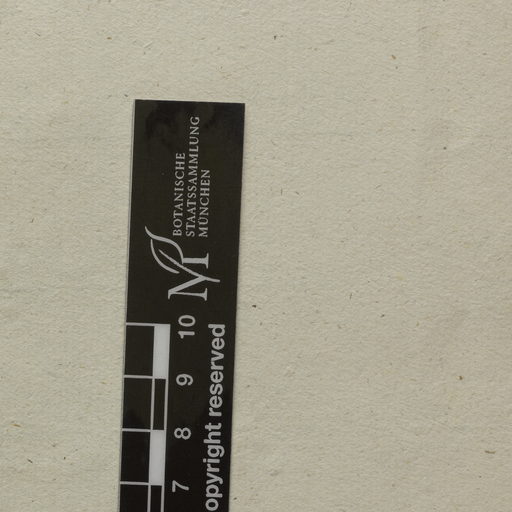 BOTANISCHE
STAATSSAMMLUNG
MÜNCHEN
M
10
9
8
7
opyright reserved